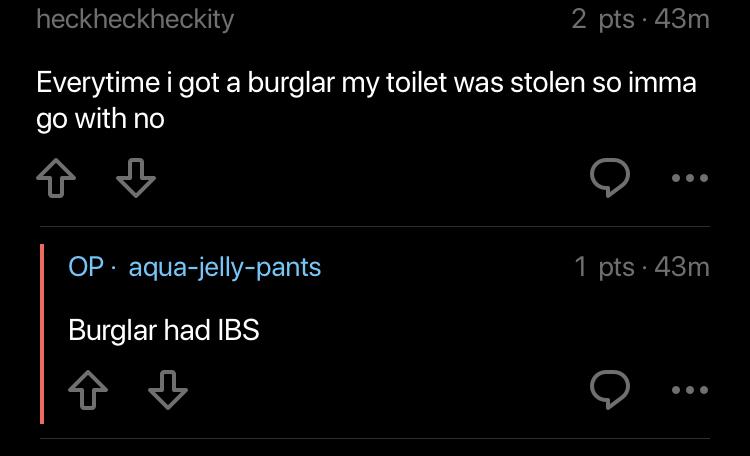 heckheckheckity 2 pts · 43m
Everytime i got a burglar my toilet was stolen so imma
go with no
OP · aqua-jelly-pants 1 pts · 43m
Burglar had IBS